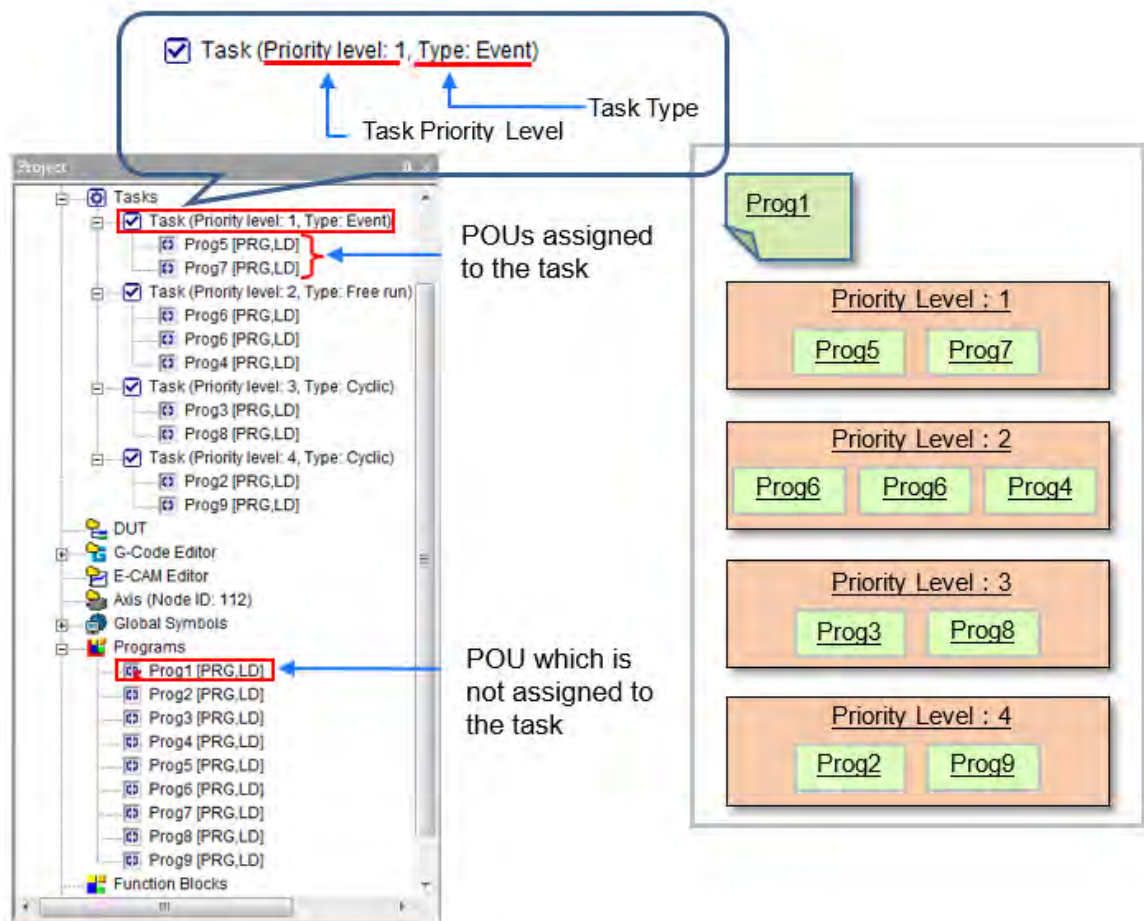 Task (Priority level: 1, Type: Event)
Task Type
Task Priority Level
Project
Tasks
Task (Priority level: 1, Type: Event)
Prog5 [PRG,LD]
Prog7 [PRG,LD]
Task (Priority level: 2, Type: Free run)
Prog6 [PRG,LD]
Prog6 [PRG,LD]
Prog4 [PRG,LD]
Task (Priority level: 3, Type: Cyclic)
Prog3 [PRG,LD]
Prog8 [PRG,LD]
Task (Priority level: 4, Type: Cyclic)
Prog2 [PRG,LD]
Prog9 [PRG,LD]
DUT
G-Code Editor
E-CAM Editor
Axis (Node ID: 112)
Global Symbols
Programs
Prog1 [PRG,LD]
Prog2 [PRG,LD]
Prog3 [PRG,LD]
Prog4 [PRG,LD]
Prog5 [PRG,LD]
Prog6 [PRG,LD]
Prog7 [PRG,LD]
Prog8 [PRG,LD]
Prog9 [PRG,LD]
Function Blocks
POUs assigned
to the task
POU which is
not assigned to
the task
Prog1
Priority Level : 1
Prog5 Prog7
Priority Level : 2
Prog6 Prog6 Prog4
Priority Level : 3
Prog3 Prog8
Priority Level : 4
Prog2 Prog9